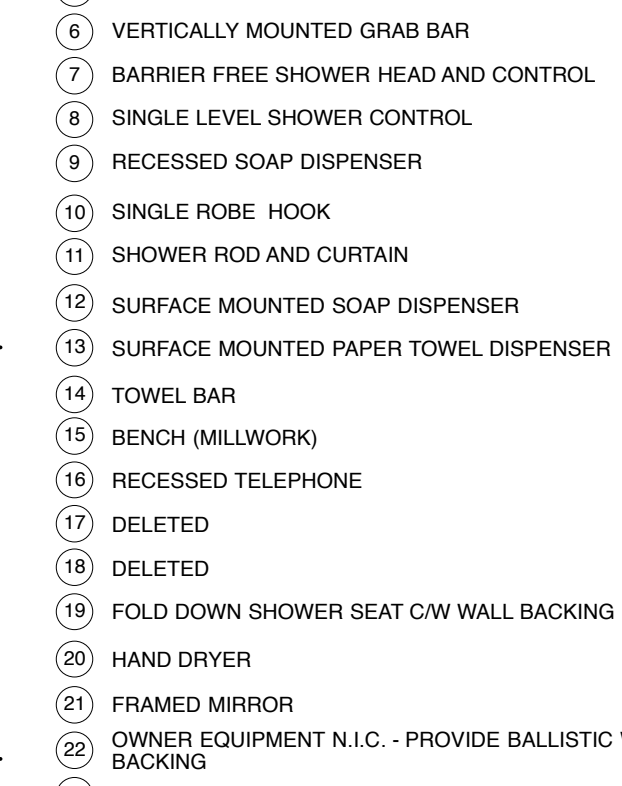 6 VERTICALLY MOUNTED GRAB BAR
7 BARRIER FREE SHOWER HEAD AND CONTROL
8 SINGLE LEVEL SHOWER CONTROL
9 RECESSED SOAP DISPENSER
10 SINGLE ROBE HOOK
11 SHOWER ROD AND CURTAIN
12 SURFACE MOUNTED SOAP DISPENSER
13 SURFACE MOUNTED PAPER TOWEL DISPENSER
14 TOWEL BAR
15 BENCH (MILLWORK)
16 RECESSED TELEPHONE
17 DELETED
18 DELETED
19 FOLD DOWN SHOWER SEAT C/W WALL BACKING
20 HAND DRYER
21 FRAMED MIRROR
22 OWNER EQUIPMENT N.I.C. - PROVIDE BALLISTIC
BACKING